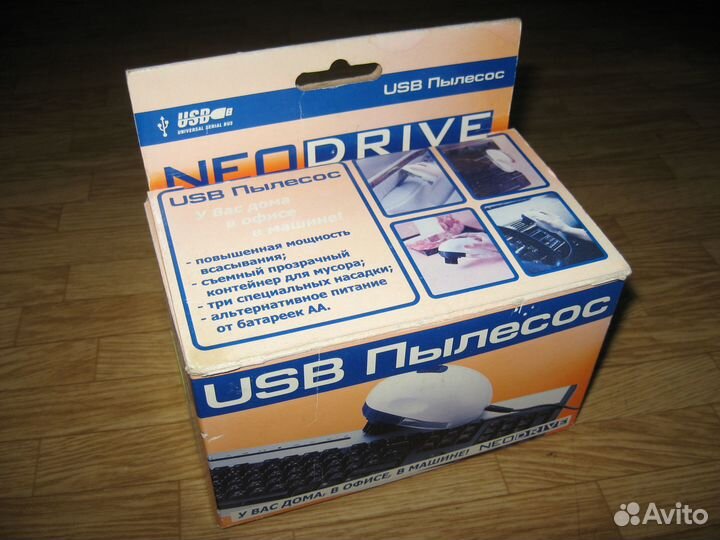 USB Пылесос
USB
UNIVERSAL SERIAL BUS
NEODRIVE
USB Пылесос
У Вас дома
в офисе
в машине!
- повышенная мощность
всасывания;
- съемный прозрачный
контейнер для мусора;
- три специальных насадки;
- альтернативное питание
от батареек АА.
USB Пылесос
NEODRIVE
У ВАС ДОМА, В ОФИСЕ, В МАШИНЕ!
Avito